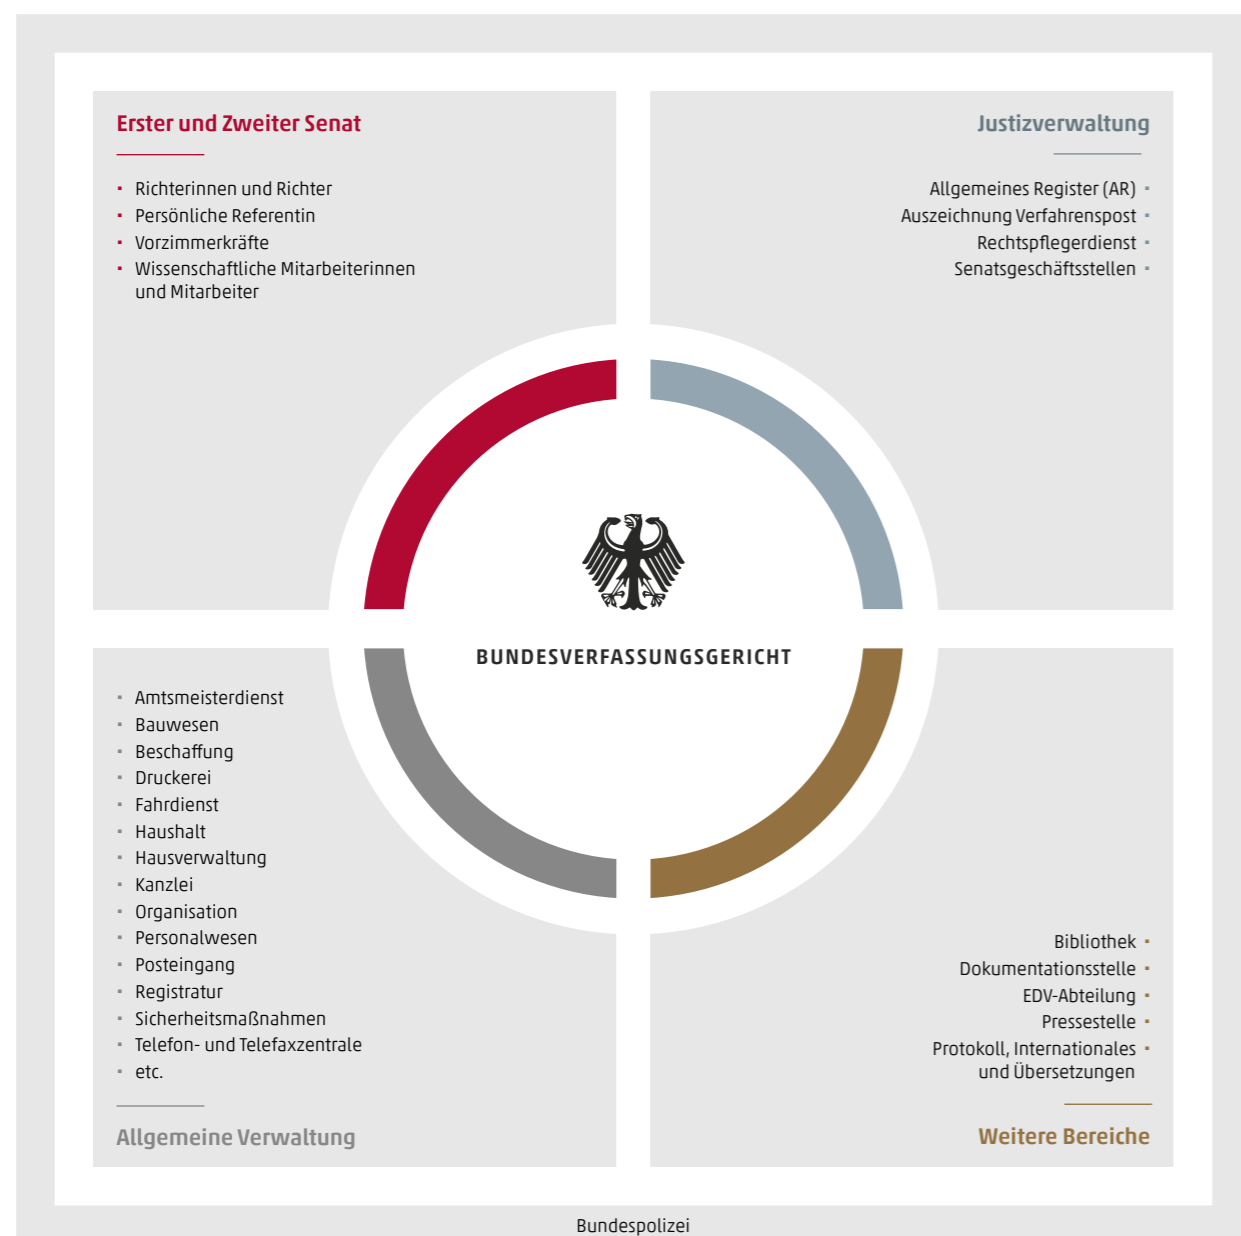 Erster und Zweiter Senat
▪ Richterinnen und Richter
▪ Persönliche Referentin
▪ Vorzimmerkräfte
▪ Wissenschaftliche Mitarbeiterinnen
und Mitarbeiter
Justizverwaltung
Allgemeines Register (AR) ▪
Auszeichnung Verfahrenspost ▪
Rechtspflegerdienst ▪
Senatsgeschäftsstellen ▪
BUNDESVERFASSUNGSGERICHT
▪ Amtsmeisterdienst
▪ Bauwesen
▪ Beschaffung
▪ Druckerei
▪ Fahrdienst
▪ Haushalt
▪ Hausverwaltung
▪ Kanzlei
▪ Organisation
▪ Personalwesen
▪ Posteingang
▪ Registratur
▪ Sicherheitsmaßnahmen
▪ Telefon- und Telefaxzentrale
▪ etc.
Allgemeine Verwaltung
Bibliothek ▪
Dokumentationsstelle ▪
EDV-Abteilung ▪
Pressestelle ▪
Protokoll, Internationales ▪
und Übersetzungen
Weitere Bereiche
Bundespolizei